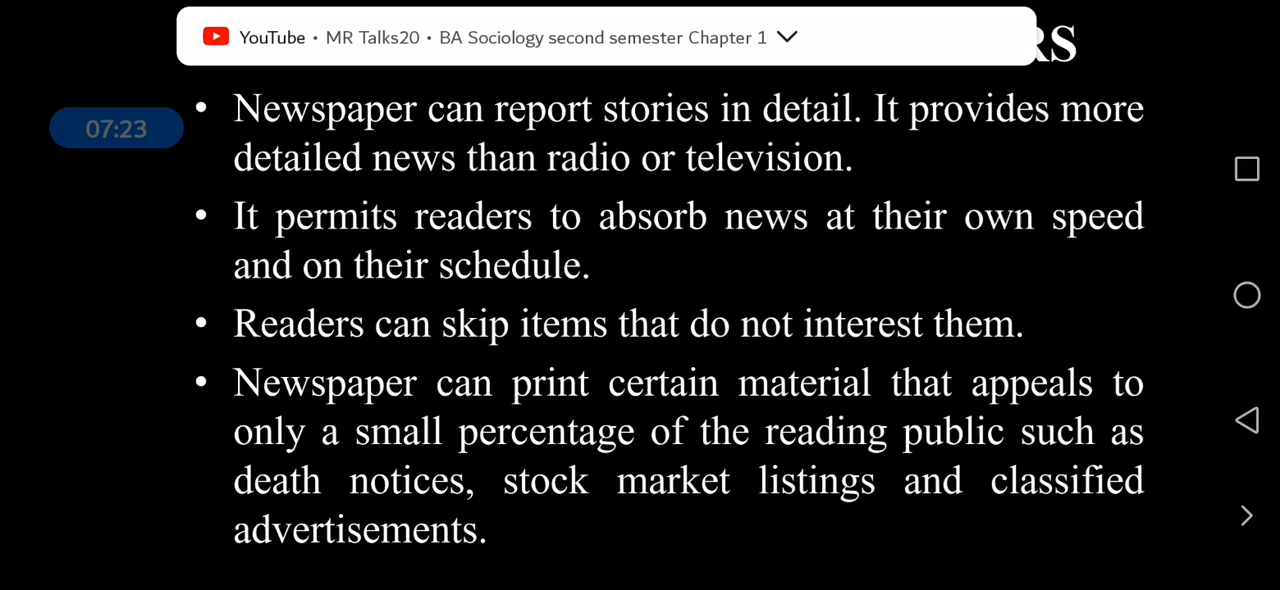 YouTube • MR Talks20 • BA Sociology second semester Chapter 1
RS
07:23
• Newspaper can report stories in detail. It provides more
detailed news than radio or television.
• It permits readers to absorb news at their own speed
and on their schedule.
• Readers can skip items that do not interest them.
• Newspaper can print certain material that appeals to
only a small percentage of the reading public such as
death notices, stock market listings and classified
advertisements.